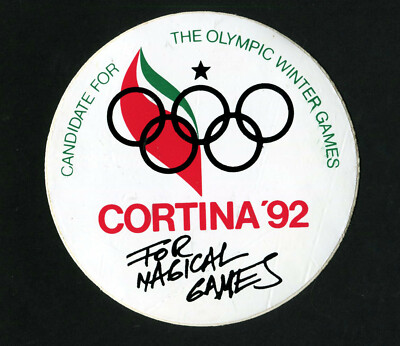 CANDIDATE FOR THE OLYMPIC WINTER GAMES
CORTINA '92
FOR
MAGICAL
GAMES